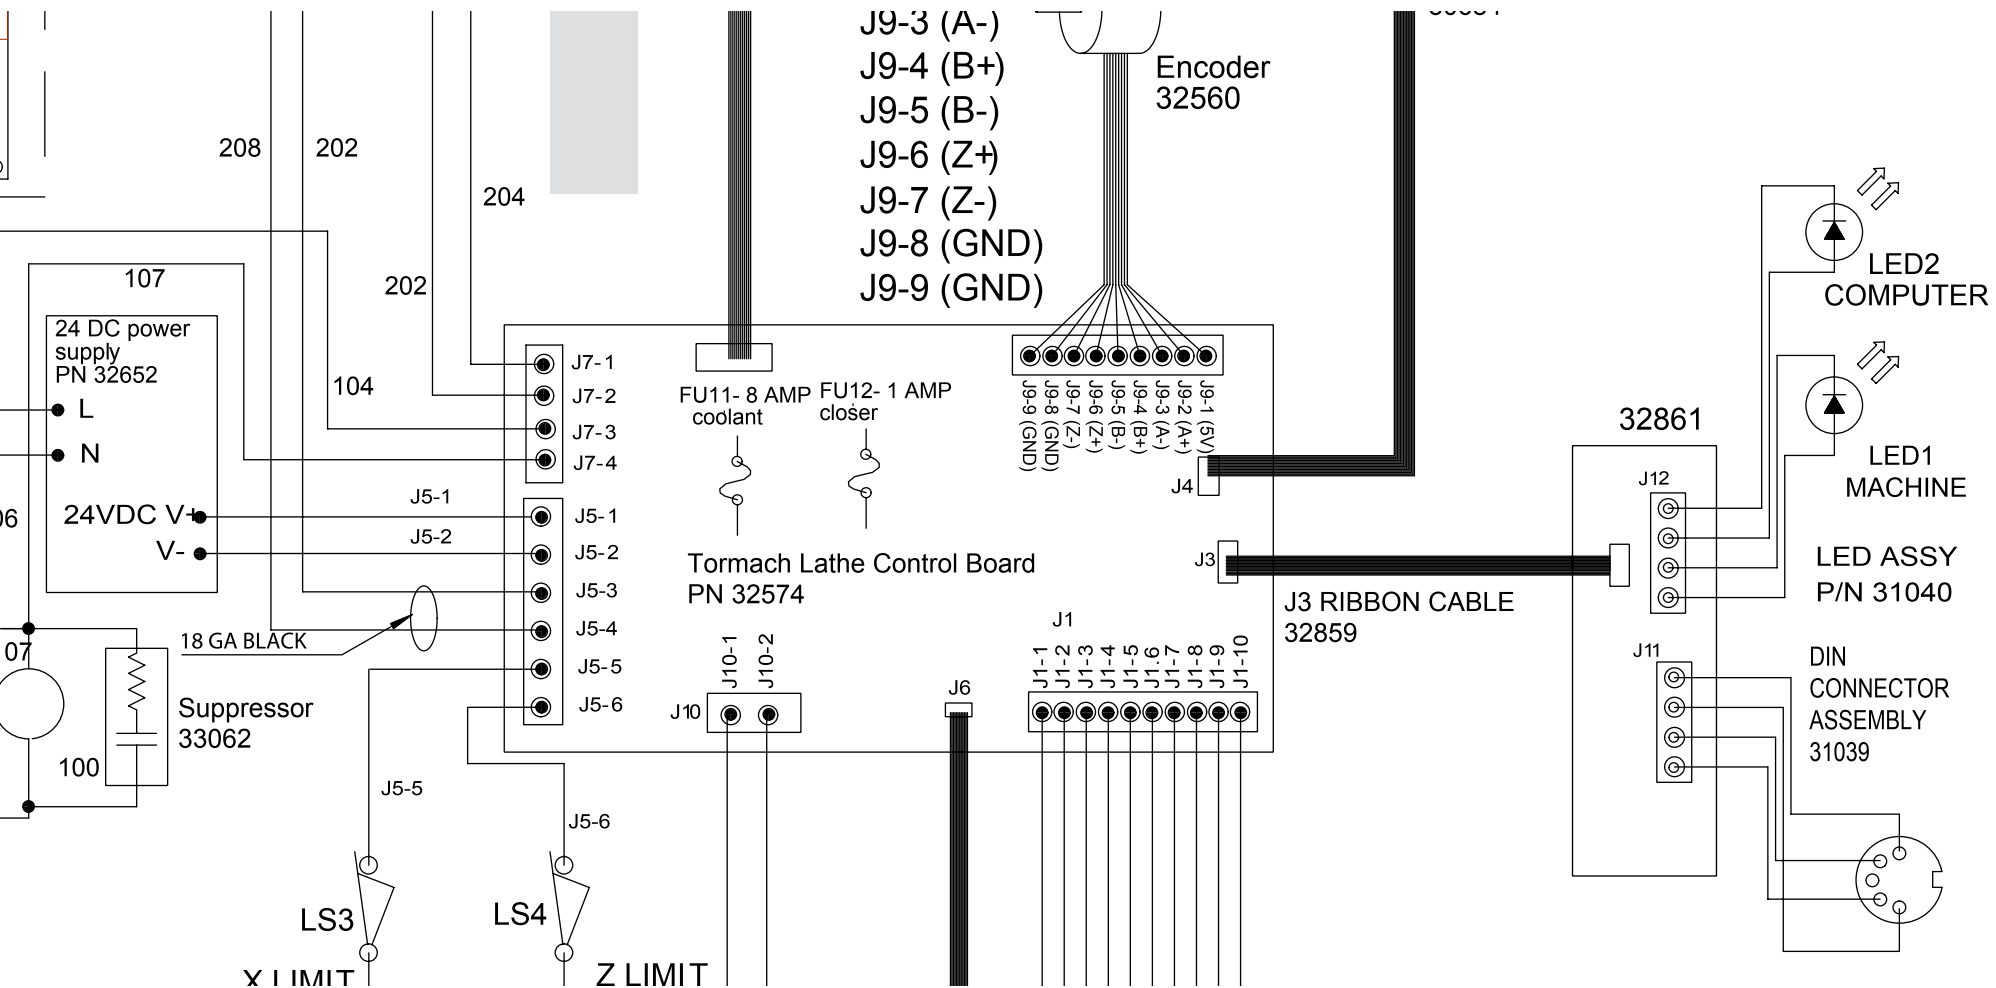 J9-3 (A-)
J9-4 (B+)
J9-5 (B-)
J9-6 (Z+)
J9-7 (Z-)
J9-8 (GND)
J9-9 (GND)
Encoder
32560
208
202
204
202
107
104
24 DC power
supply
PN 32652
L
N
24VDC V+
V-
J5-1
J5-2
18 GA BLACK
07
Suppressor
33062
100
J7-1
J7-2
J7-3
J7-4
J5-1
J5-2
J5-3
J5-4
J5-5
J5-6
FU11- 8 AMP
coolant
FU12- 1 AMP
closer
J9-9 (GND)
J9-8 (GND)
J9-7 (Z-)
J9-6 (Z+)
J9-5 (B-)
J9-4 (B+)
J9-3 (A-)
J9-2 (A+)
J9-1 (5V)
J4
J3
Tormach Lathe Control Board
PN 32574
J3 RIBBON CABLE
32859
J10-1
J10-2
J10
J6
J1
J1-1
J1-2
J1-3
J1-4
J1-5
J1.6
J1-7
J1-8
J1-9
J1-10
J5-5
J5-6
LS3
LS4
X LIMIT
Z LIMIT
32861
J12
J11
LED2
COMPUTER
LED1
MACHINE
LED ASSY
P/N 31040
DIN
CONNECTOR
ASSEMBLY
31039